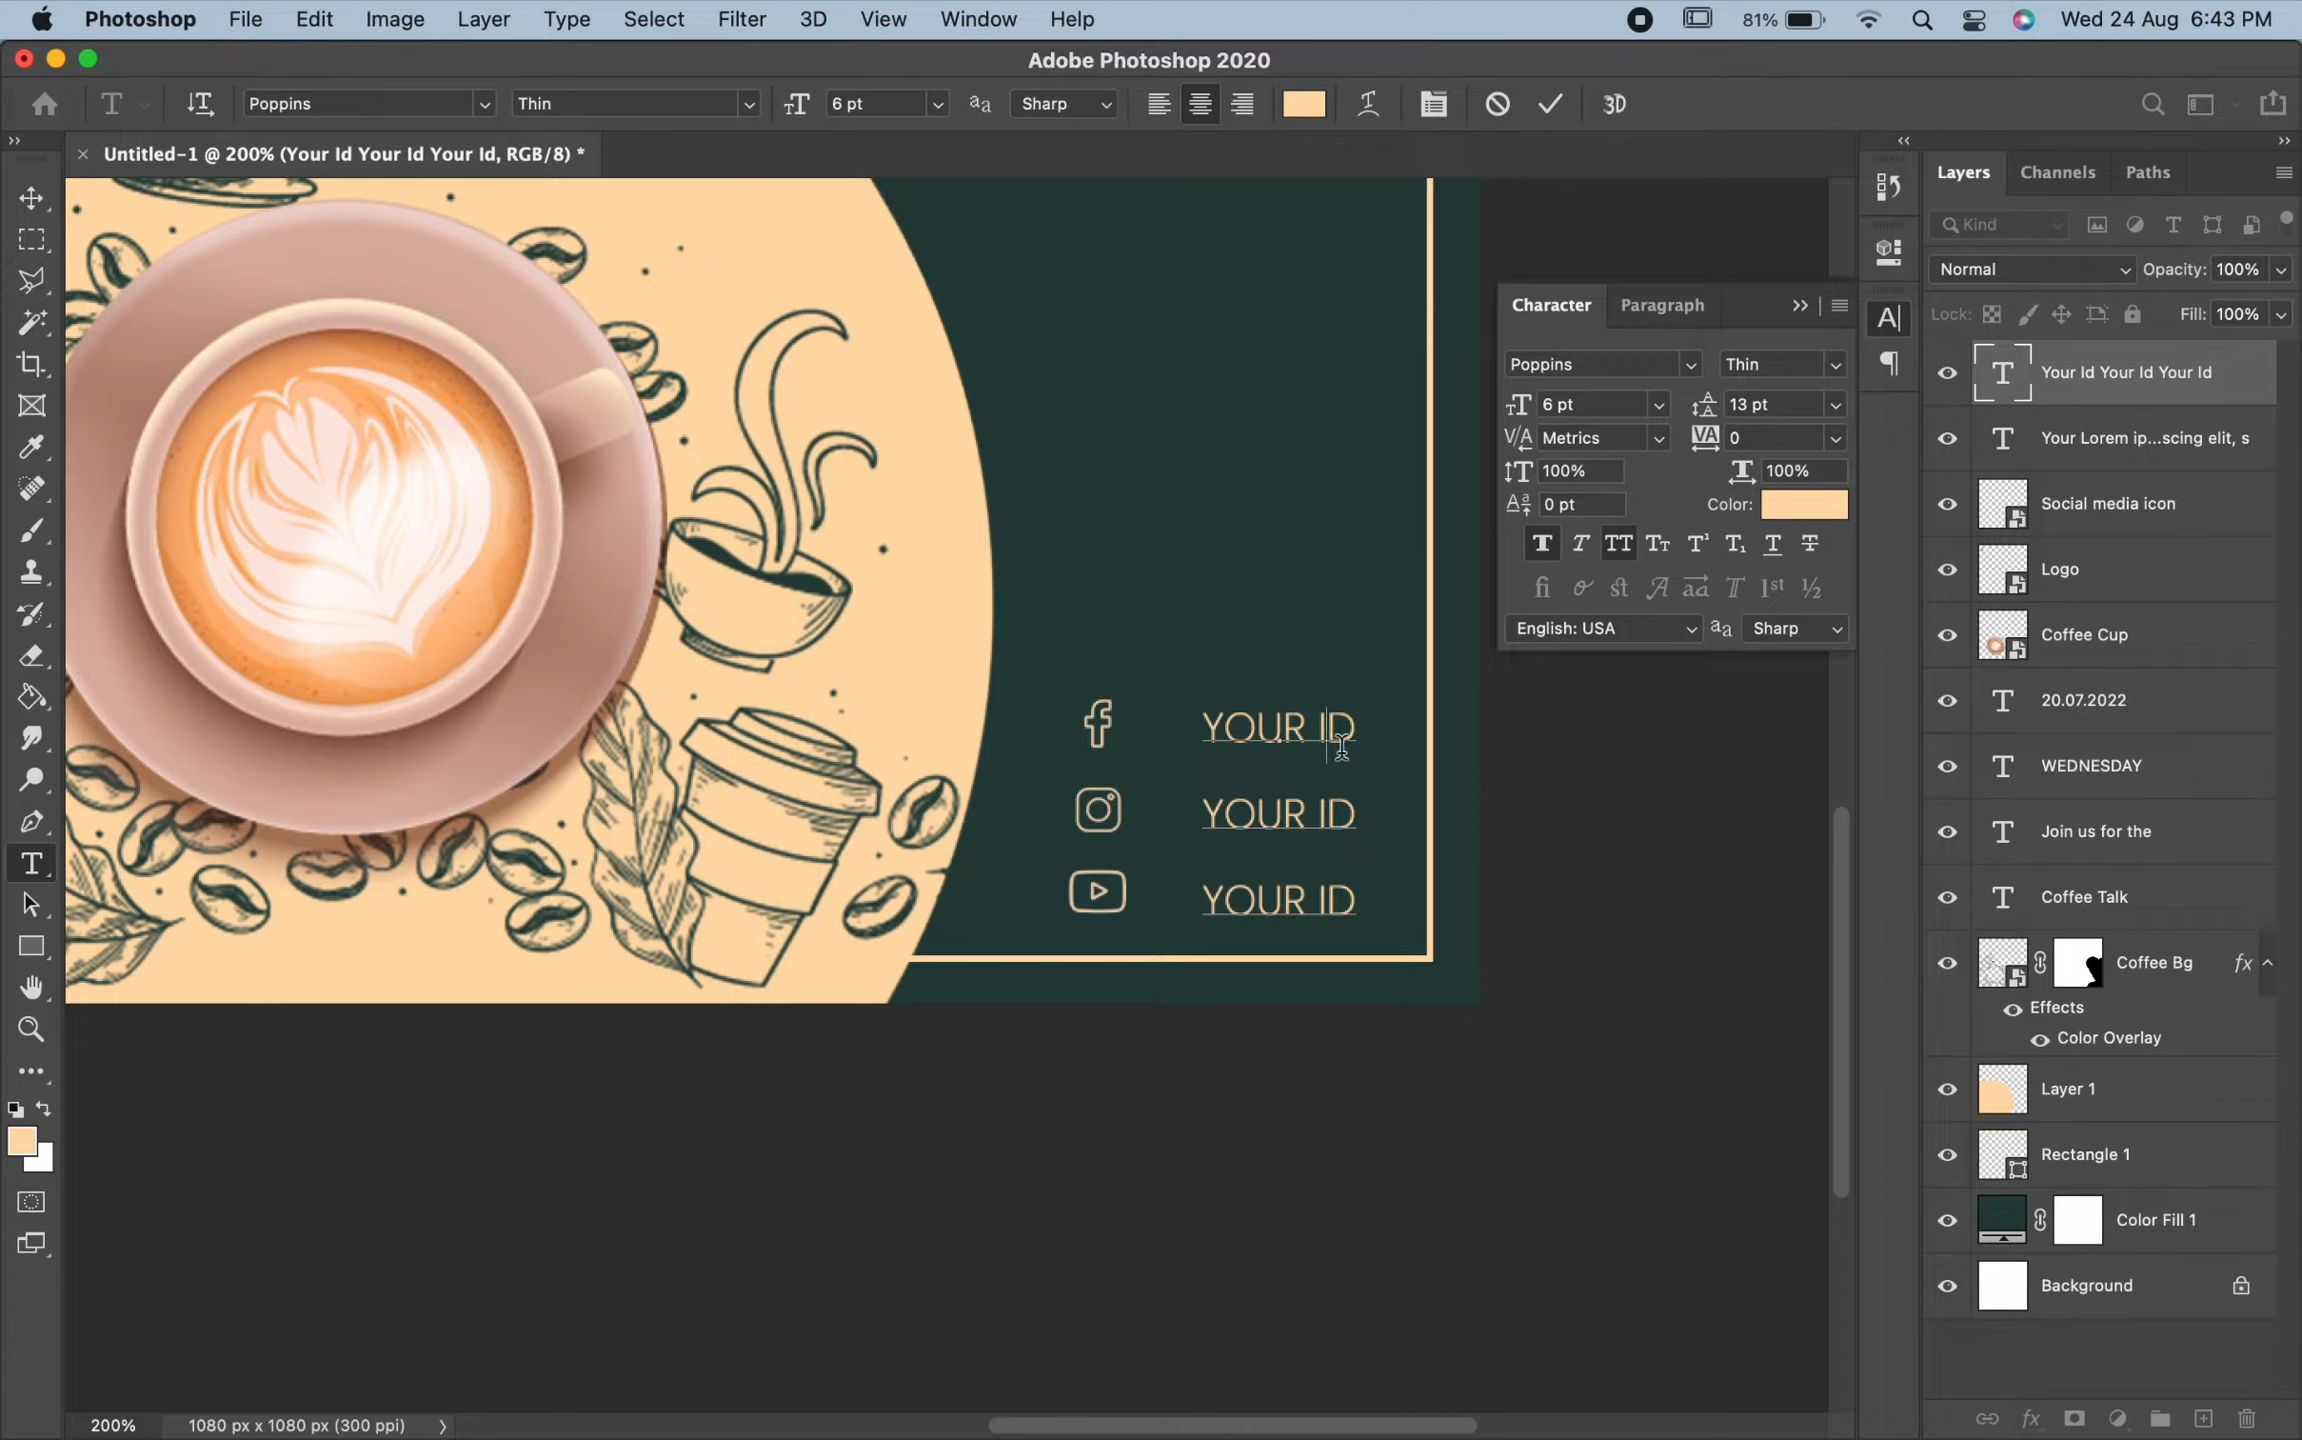 Photoshop File Edit Image Layer Type Select Filter 3D View Window Help 81% Wed 24 Aug 6:43 PM
Adobe Photoshop 2020
Poppins Thin 6 pt Sharp 3D
Untitled-1 @ 200% (Your Id Your Id Your Id, RGB/8) *
Layers Channels Paths
Kind
Normal Opacity: 100%
Lock: Fill: 100%
Character Paragraph
Poppins Thin
6 pt 13 pt
Metrics 0
100% 100%
0 pt Color:
English: USA Sharp
Your Id Your Id Your Id
Your Lorem ip...scing elit, s
Social media icon
Logo
Coffee Cup
20.07.2022
WEDNESDAY
Join us for the
Coffee Talk
Coffee Bg fx
Effects
Color Overlay
Layer 1
Rectangle 1
Color Fill 1
Background
YOUR ID
YOUR ID
YOUR ID
200% 1080 px x 1080 px (300 ppi)